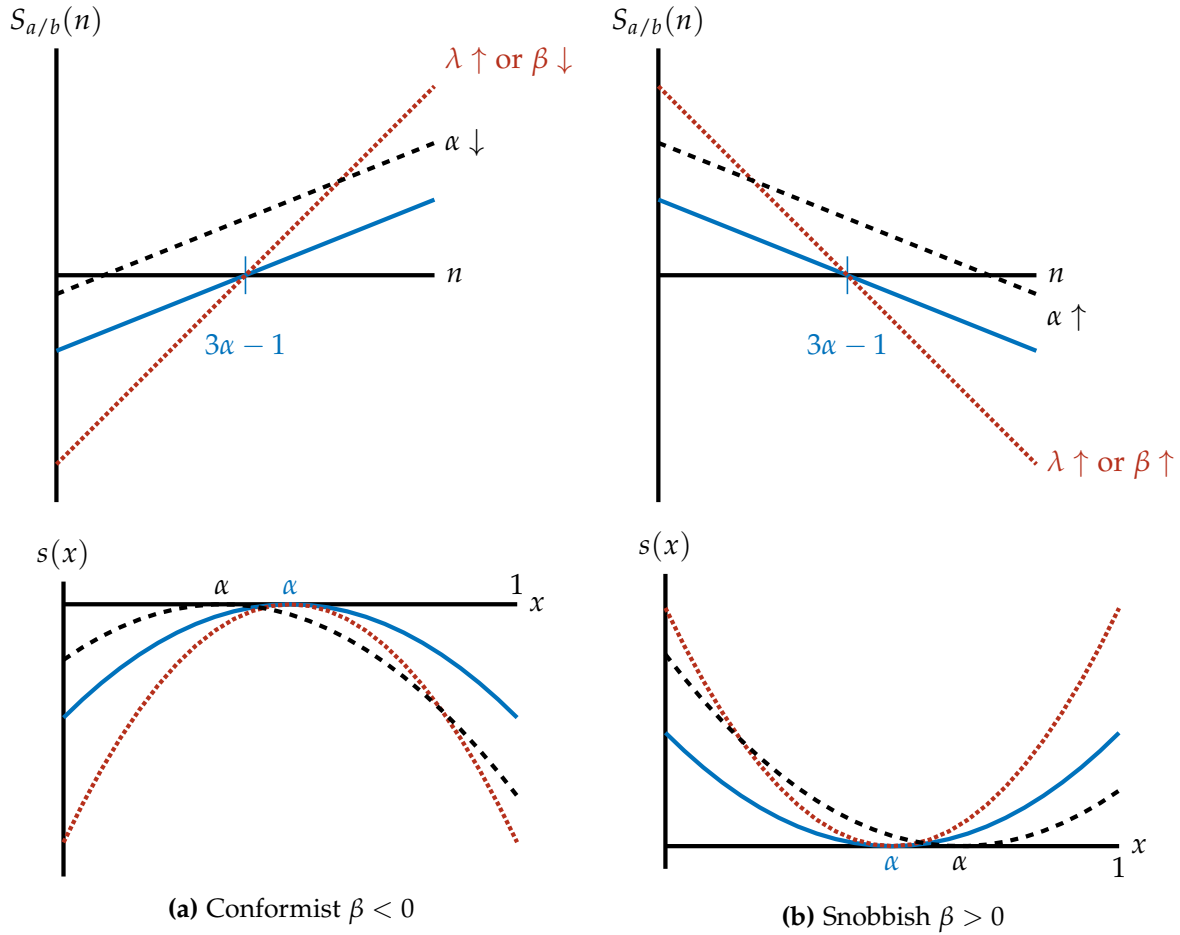 S_{a/b}(n)
λ ↑ or β ↓
α ↓
n
3α − 1
S_{a/b}(n)
n
α ↑
3α − 1
λ ↑ or β ↑
s(x)
α
α
1
x
(a) Conformist β < 0
s(x)
x
α
α
1
(b) Snobbish β > 0